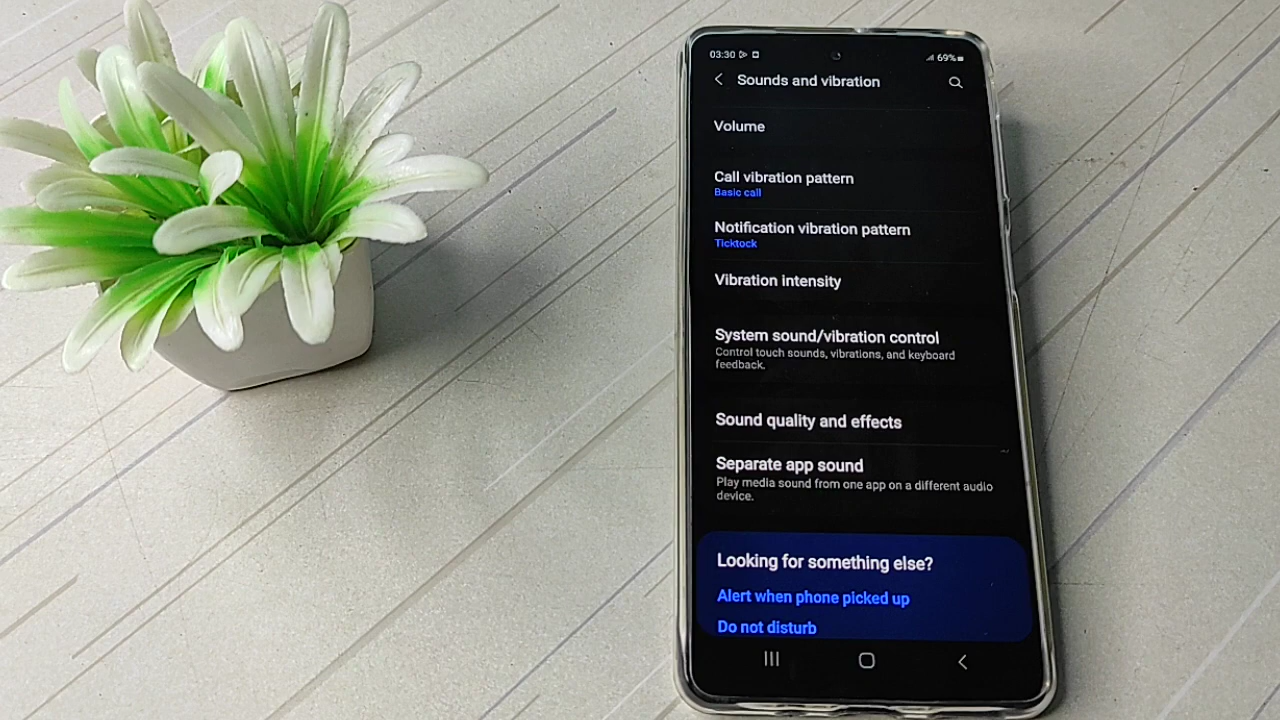 03:30
69%
Sounds and vibration
Volume
Call vibration pattern
Basic call
Notification vibration pattern
Ticktock
Vibration intensity
System sound/vibration control
Control touch sounds, vibrations, and keyboard
feedback.
Sound quality and effects
Separate app sound
Play media sound from one app on a different audio
device.
Looking for something else?
Alert when phone picked up
Do not disturb